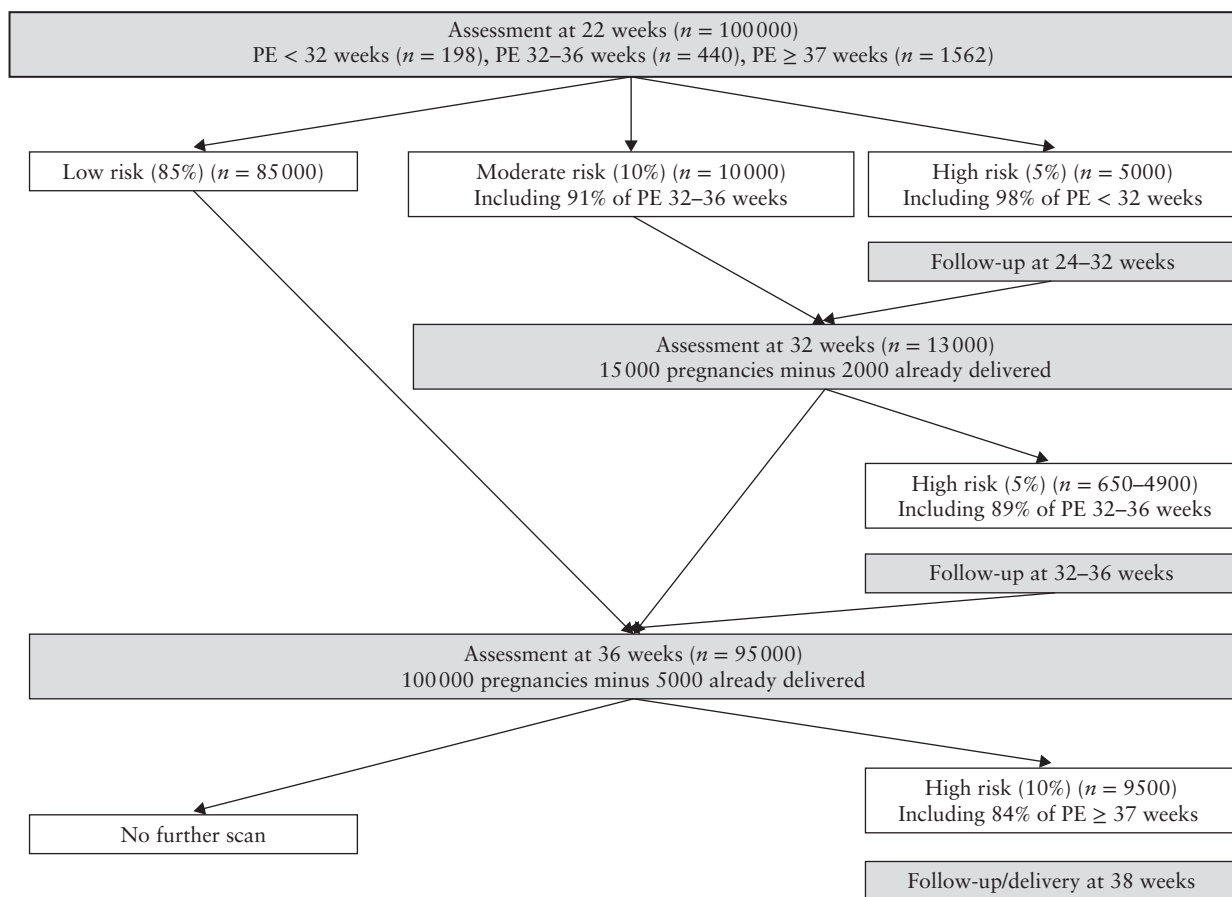 Assessment at 22 weeks (n = 100 000)
PE < 32 weeks (n = 198), PE 32–36 weeks (n = 440), PE ≥ 37 weeks (n = 1562)
Low risk (85%) (n = 85 000)
Moderate risk (10%) (n = 10 000)
Including 91% of PE 32–36 weeks
High risk (5%) (n = 5000)
Including 98% of PE < 32 weeks
Follow-up at 24–32 weeks
Assessment at 32 weeks (n = 13 000)
15 000 pregnancies minus 2000 already delivered
High risk (5%) (n = 650–4900)
Including 89% of PE 32–36 weeks
Follow-up at 32–36 weeks
Assessment at 36 weeks (n = 95 000)
100 000 pregnancies minus 5000 already delivered
No further scan
High risk (10%) (n = 9500)
Including 84% of PE ≥ 37 weeks
Follow-up/delivery at 38 weeks